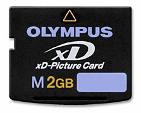 OLYMPUS
xD
xD-Picture Card
M 2GB